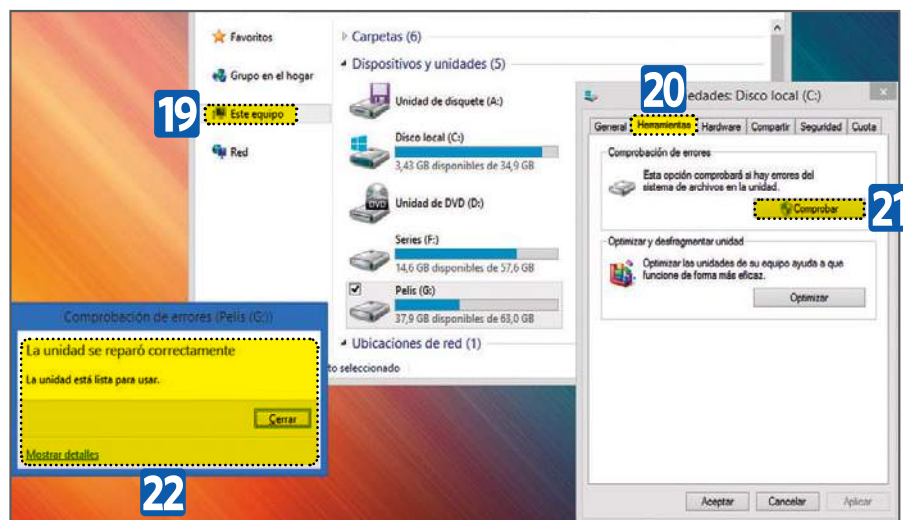 Favoritos
Grupo en el hogar
19
Este equipo
Red
Carpetas (6)
Dispositivos y unidades (5)
Unidad de disquete (A:)
Disco local (C:)
3,43 GB disponibles de 34,9 GB
DVD
Unidad de DVD (D:)
Series (F:)
14,6 GB disponibles de 57,6 GB
Pelis (G:)
37,9 GB disponibles de 63,0 GB
Ubicaciones de red (1)
to seleccionado
20
edades: Disco local (C:)
General Herramientas Hardware Compartir Seguridad Cuota
Comprobación de errores
Esta opción comprobará si hay errores del
sistema de archivos en la unidad.
Comprobar
21
Optimizar y desfragmentar unidad
Optimizar las unidades de su equipo ayuda a que
funcione de forma más eficaz.
Optimizar
Aceptar Cancelar Aplicar
Comprobación de errores (Pelis (G:))
La unidad se reparó correctamente
La unidad está lista para usar.
Cerrar
Mostrar detalles
22